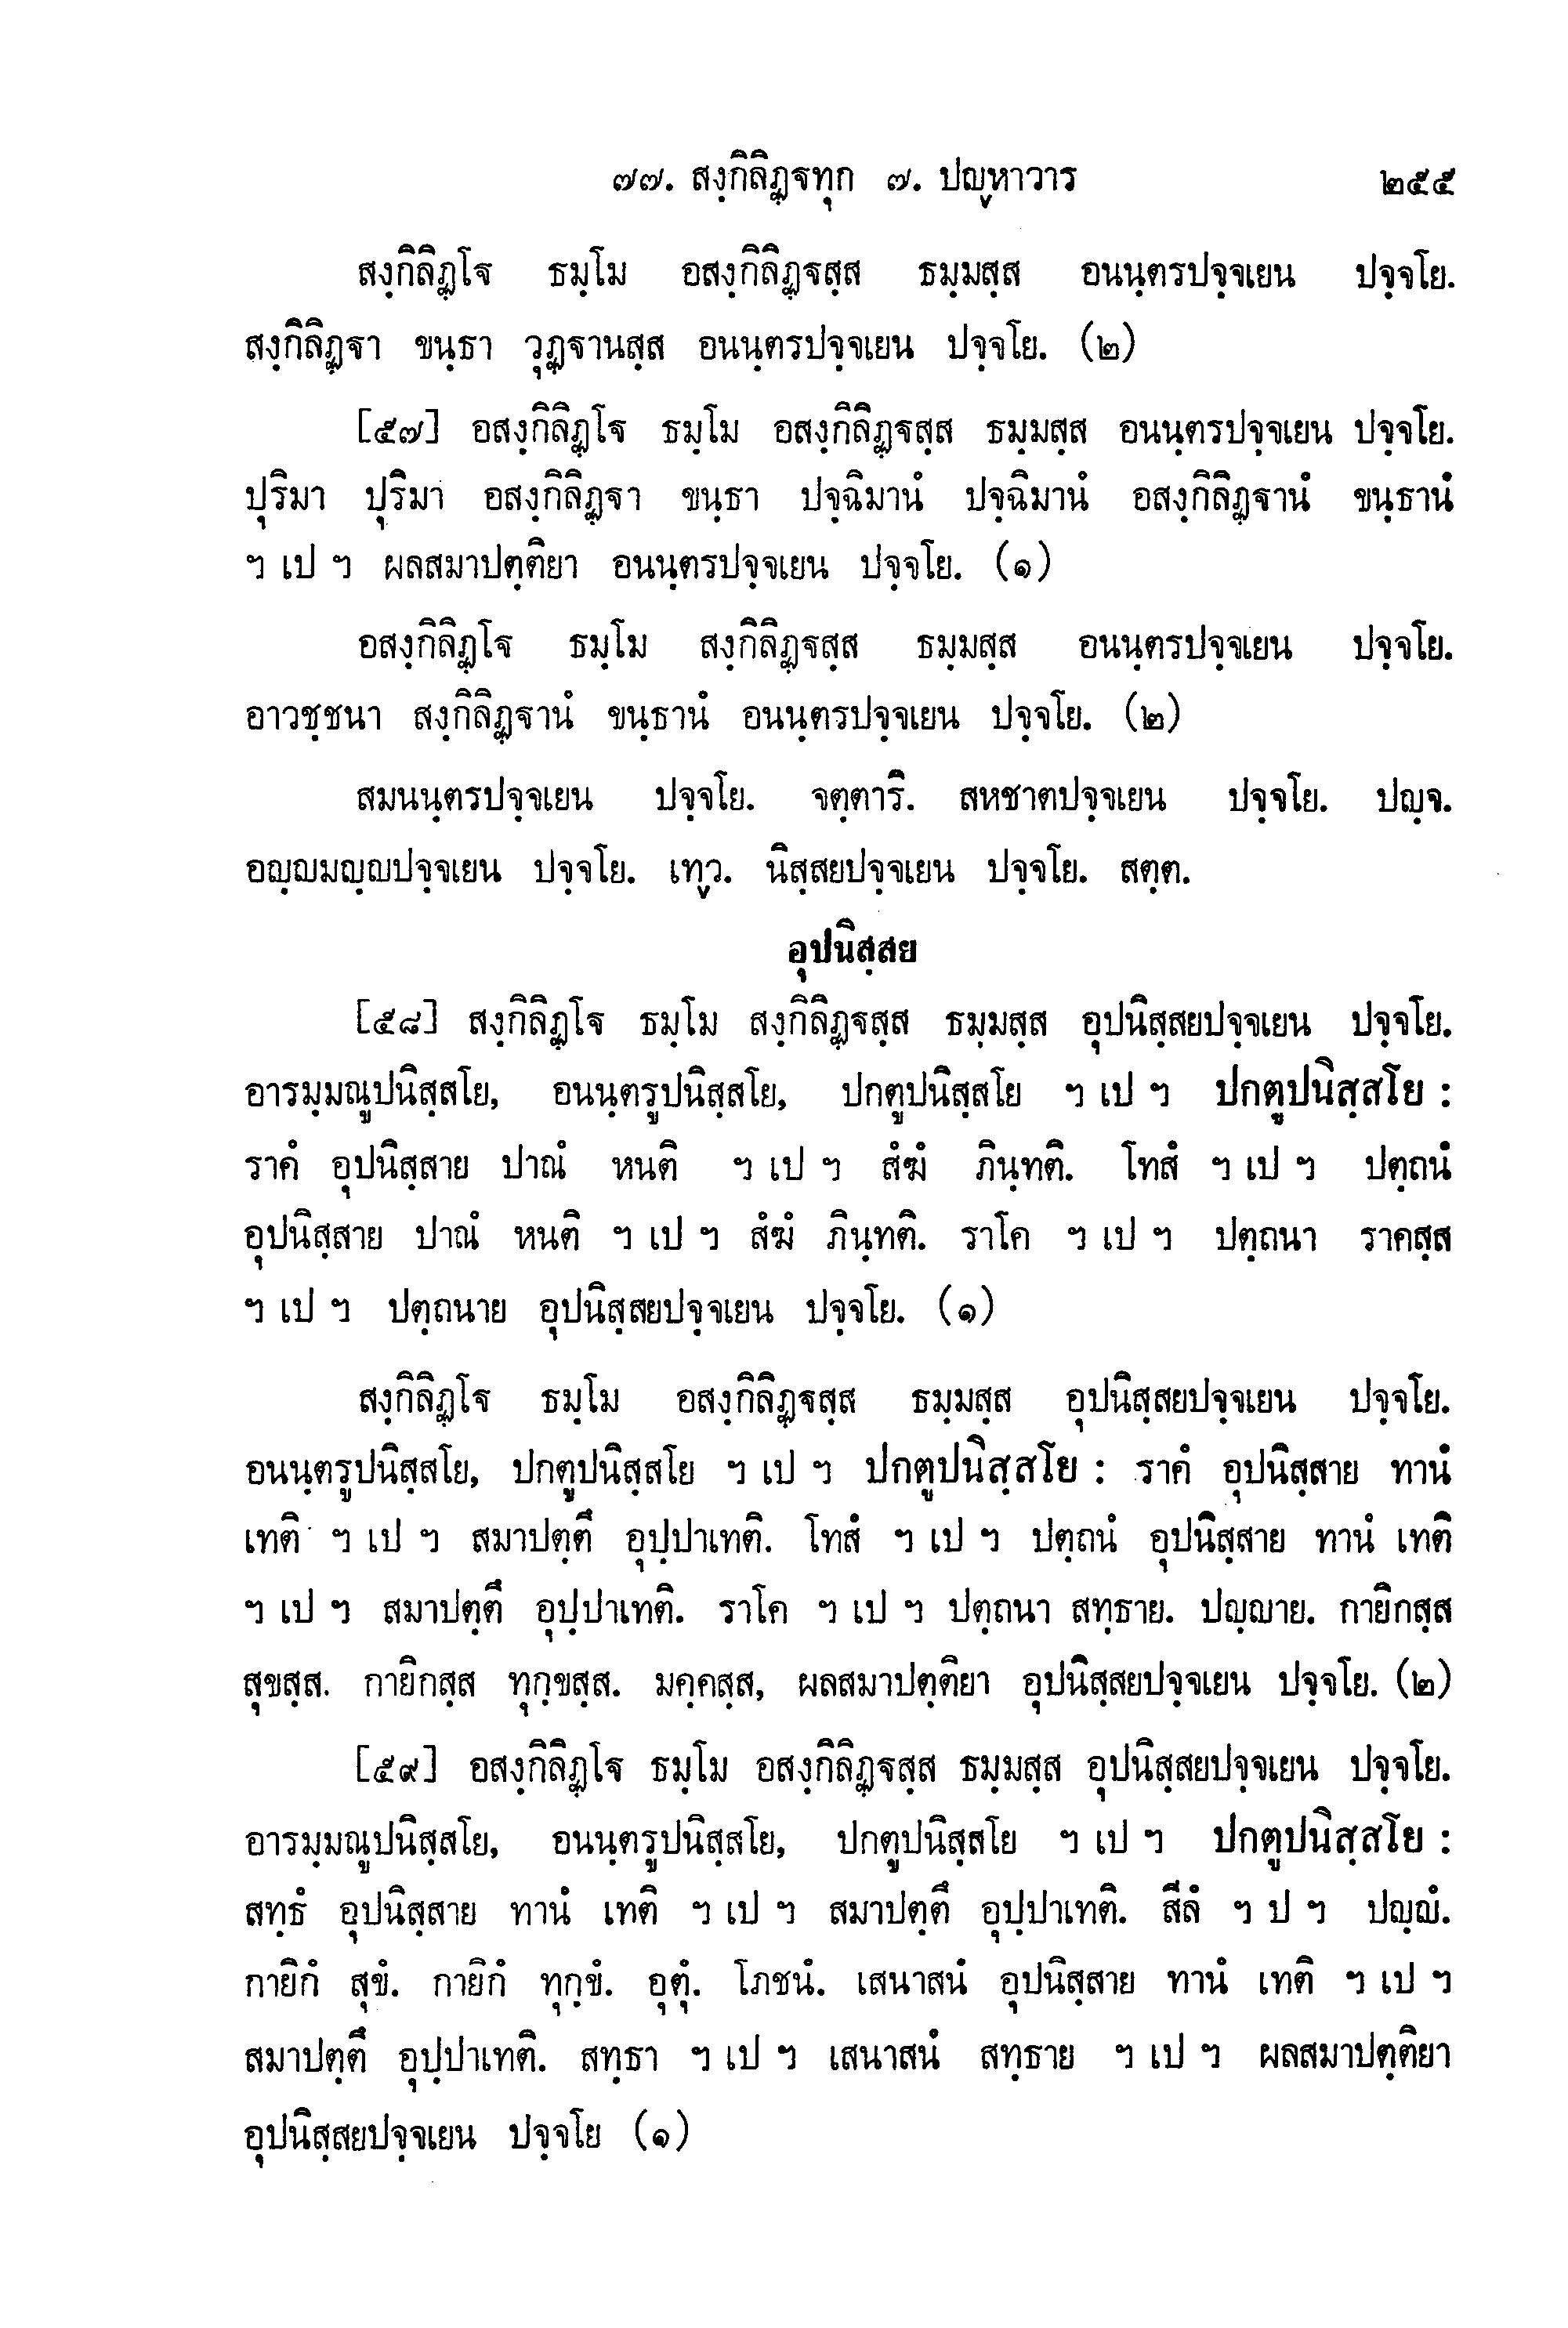 ๗๗. สงฺกิลิฏฺฐทุก ๗. ปญฺหาวาร ๒๕๕
สงฺกิลิฏฺโฐ ธมฺโม อสงฺกิลิฏฺฐสฺส ธมฺมสฺส อนนฺตรปจฺจเยน ปจฺจโย.
สงฺกิลิฏฺฐา ขนฺธา วุฏฺฐานสฺส อนนฺตรปจฺจเยน ปจฺจโย. (๒)
[๕๗] อสงฺกิลิฏฺโฐ ธมฺโม อสงฺกิลิฏฺฐสฺส ธมฺมสฺส อนนฺตรปจฺจเยน ปจฺจโย.
ปุริมา ปุริมา อสงฺกิลิฏฺฐา ขนฺธา ปจฺฉิมานํ ปจฺฉิมานํ อสงฺกิลิฏฺฐานํ ขนฺธานํ
ฯ เป ฯ ผลสมาปตฺติยา อนนฺตรปจฺจเยน ปจฺจโย. (๑)
อสงฺกิลิฏฺโฐ ธมฺโม สงฺกิลิฏฺฐสฺส ธมฺมสฺส อนนฺตรปจฺจเยน ปจฺจโย.
อาวชฺชนา สงฺกิลิฏฺฐานํ ขนฺธานํ อนนฺตรปจฺจเยน ปจฺจโย. (๒)
สมนนฺตรปจฺจเยน ปจฺจโย. จตฺตาริ. สหชาตปจฺจเยน ปจฺจโย. ปญฺจ.
อญฺญมญฺญปจฺจเยน ปจฺจโย. เทฺว. นิสฺสยปจฺจเยน ปจฺจโย. สตฺต.
อุปนิสฺสย
[๕๘] สงฺกิลิฏฺโฐ ธมฺโม สงฺกิลิฏฺฐสฺส ธมฺมสฺส อุปนิสฺสยปจฺจเยน ปจฺจโย.
อารมฺมณูปนิสฺสโย, อนนฺตรูปนิสฺสโย, ปกตูปนิสฺสโย ฯ เป ฯ ปกตูปนิสฺสโย :
ราคํ อุปนิสฺสาย ปาณํ หนติ ฯ เป ฯ สํฆํ ภินฺทติ. โทสํ ฯ เป ฯ ปตฺถนํ
อุปนิสฺสาย ปาณํ หนติ ฯ เป ฯ สํฆํ ภินฺทติ. ราโค ฯ เป ฯ ปตฺถนา ราคสฺส
ฯ เป ฯ ปตฺถนาย อุปนิสฺสยปจฺจเยน ปจฺจโย. (๑)
สงฺกิลิฏฺโฐ ธมฺโม อสงฺกิลิฏฺฐสฺส ธมฺมสฺส อุปนิสฺสยปจฺจเยน ปจฺจโย.
อนนฺตรูปนิสฺสโย, ปกตูปนิสฺสโย ฯ เป ฯ ปกตูปนิสฺสโย : ราคํ อุปนิสฺสาย ทานํ
เทติ ฯ เป ฯ สมาปตฺตึ อุปฺปาเทติ. โทสํ ฯ เป ฯ ปตฺถนํ อุปนิสฺสาย ทานํ เทติ
ฯ เป ฯ สมาปตฺตึ อุปฺปาเทติ. ราโค ฯ เป ฯ ปตฺถนา สทฺธาย. ปญฺญาย. กายิกสฺส
สุขสฺส. กายิกสฺส ทุกฺขสฺส. มคฺคสฺส, ผลสมาปตฺติยา อุปนิสฺสยปจฺจเยน ปจฺจโย. (๒)
[๕๙] อสงฺกิลิฏฺโฐ ธมฺโม อสงฺกิลิฏฺฐสฺส ธมฺมสฺส อุปนิสฺสยปจฺจเยน ปจฺจโย.
อารมฺมณูปนิสฺสโย, อนนฺตรูปนิสฺสโย, ปกตูปนิสฺสโย ฯ เป ฯ ปกตูปนิสฺสโย :
สทฺธํ อุปนิสฺสาย ทานํ เทติ ฯ เป ฯ สมาปตฺตึ อุปฺปาเทติ. สีลํ ฯ ป ฯ ปญฺญํ.
กายิกํ สุขํ. กายิกํ ทุกฺขํ. อุตุํ. โภชนํ. เสนาสนํ อุปนิสฺสาย ทานํ เทติ ฯ เป ฯ
สมาปตฺตึ อุปฺปาเทติ. สทฺธา ฯ เป ฯ เสนาสนํ สทฺธาย ฯ เป ฯ ผลสมาปตฺติยา
อุปนิสฺสยปจฺจเยน ปจฺจโย (๑)